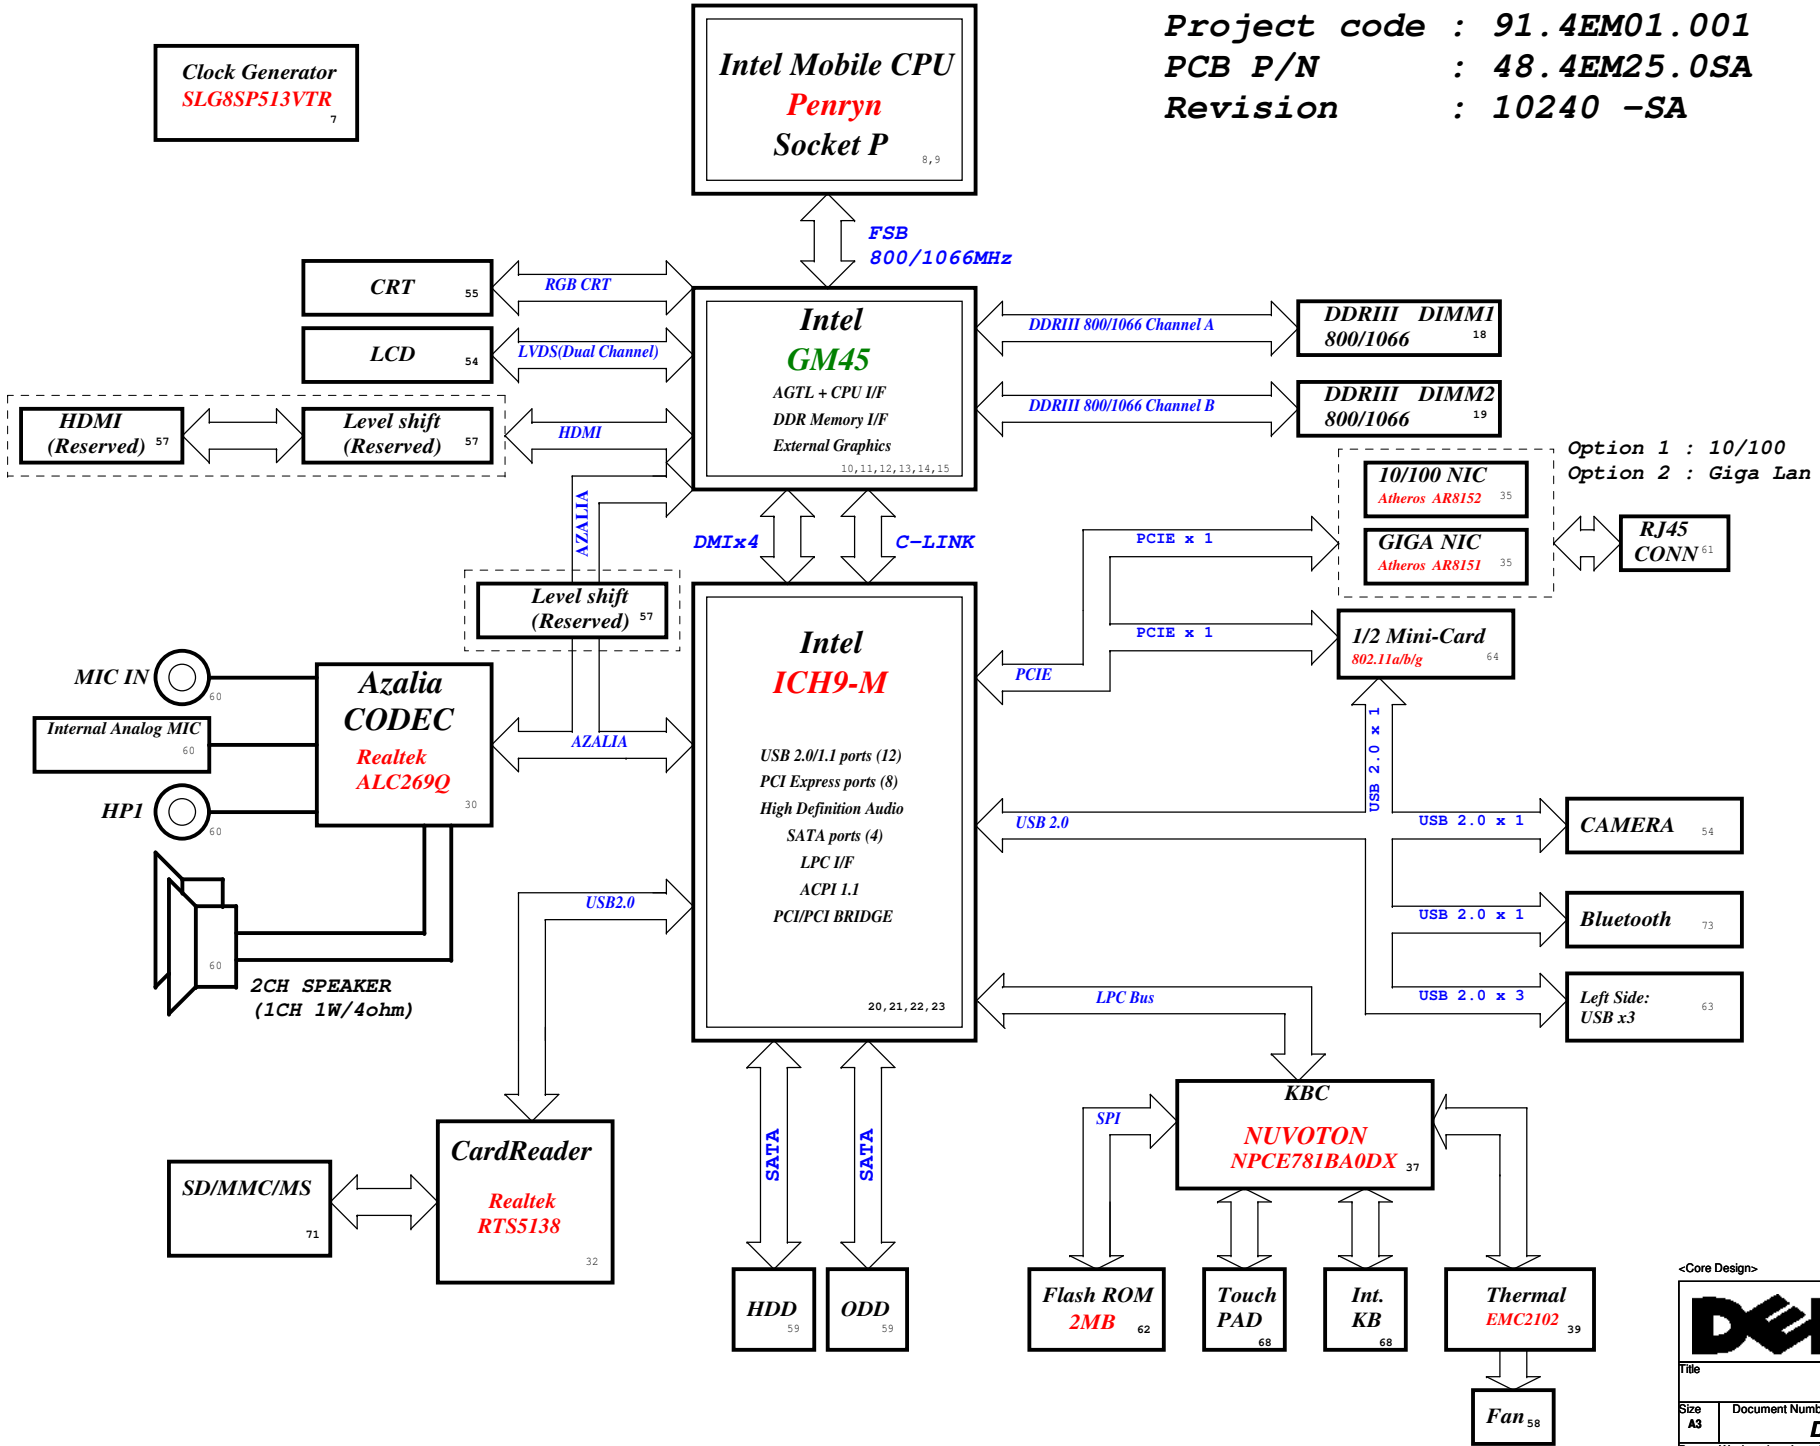 Project code : 91.4EM01.001
PCB P/N : 48.4EM25.0SA
Revision : 10240 -SA
Clock Generator
SLG8SP513VTR
7
Intel Mobile CPU
Penryn
Socket P
8,9
FSB
800/1066MHz
CRT 55
RGB CRT
LCD 54
LVDS(Dual Channel)
HDMI
(Reserved) 57
Level shift
(Reserved) 57
HDMI
Intel
GM45
AGTL + CPU I/F
DDR Memory I/F
External Graphics
10,11,12,13,14,15
DDRIII 800/1066 Channel A
DDRIII DIMM1
800/1066 18
DDRIII 800/1066 Channel B
DDRIII DIMM2
800/1066 19
Option 1 : 10/100
Option 2 : Giga Lan
10/100 NIC
Atheros AR8152 35
GIGA NIC
Atheros AR8151 35
RJ45
CONN 61
AZALIA
DMIx4
C-LINK
PCIE x 1
Level shift
(Reserved) 57
PCIE x 1
1/2 Mini-Card
802.11a/b/g 64
PCIE
Intel
ICH9-M
USB 2.0/1.1 ports (12)
PCI Express ports (8)
High Definition Audio
SATA ports (4)
LPC I/F
ACPI 1.1
PCI/PCI BRIDGE
20,21,22,23
MIC IN
60
Internal Analog MIC
60
HP1
60
Azalia
CODEC
Realtek
ALC269Q
30
AZALIA
60
2CH SPEAKER
(1CH 1W/4ohm)
USB2.0
USB 2.0
USB 2.0 x 1
USB 2.0 x 1
CAMERA 54
USB 2.0 x 1
Bluetooth 73
USB 2.0 x 3
Left Side:
USB x3 63
LPC Bus
KBC
NUVOTON
NPCE781BA0DX 37
SPI
SATA
SATA
CardReader
Realtek
RTS5138
32
SD/MMC/MS
71
HDD
59
ODD
59
Flash ROM
2MB 62
Touch
PAD
68
Int.
KB
68
Thermal
EMC2102 39
Fan 58
<Core Design>
Title
Size
A3